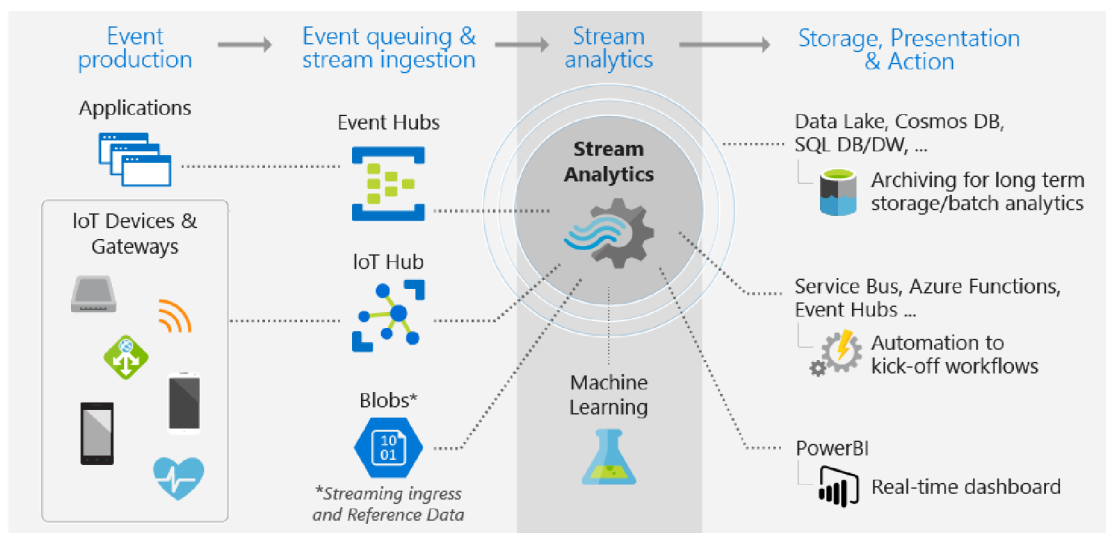 Event
production
Event queuing &
stream ingestion
Stream
analytics
Storage, Presentation
& Action
Applications
IoT Devices &
Gateways
Event Hubs
IoT Hub
Blobs*
10
01
*Streaming ingress
and Reference Data
Stream
Analytics
Machine
Learning
Data Lake, Cosmos DB,
SQL DB/DW, ...
Archiving for long term
storage/batch analytics
Service Bus, Azure Functions,
Event Hubs ...
Automation to
kick-off workflows
PowerBI
Real-time dashboard